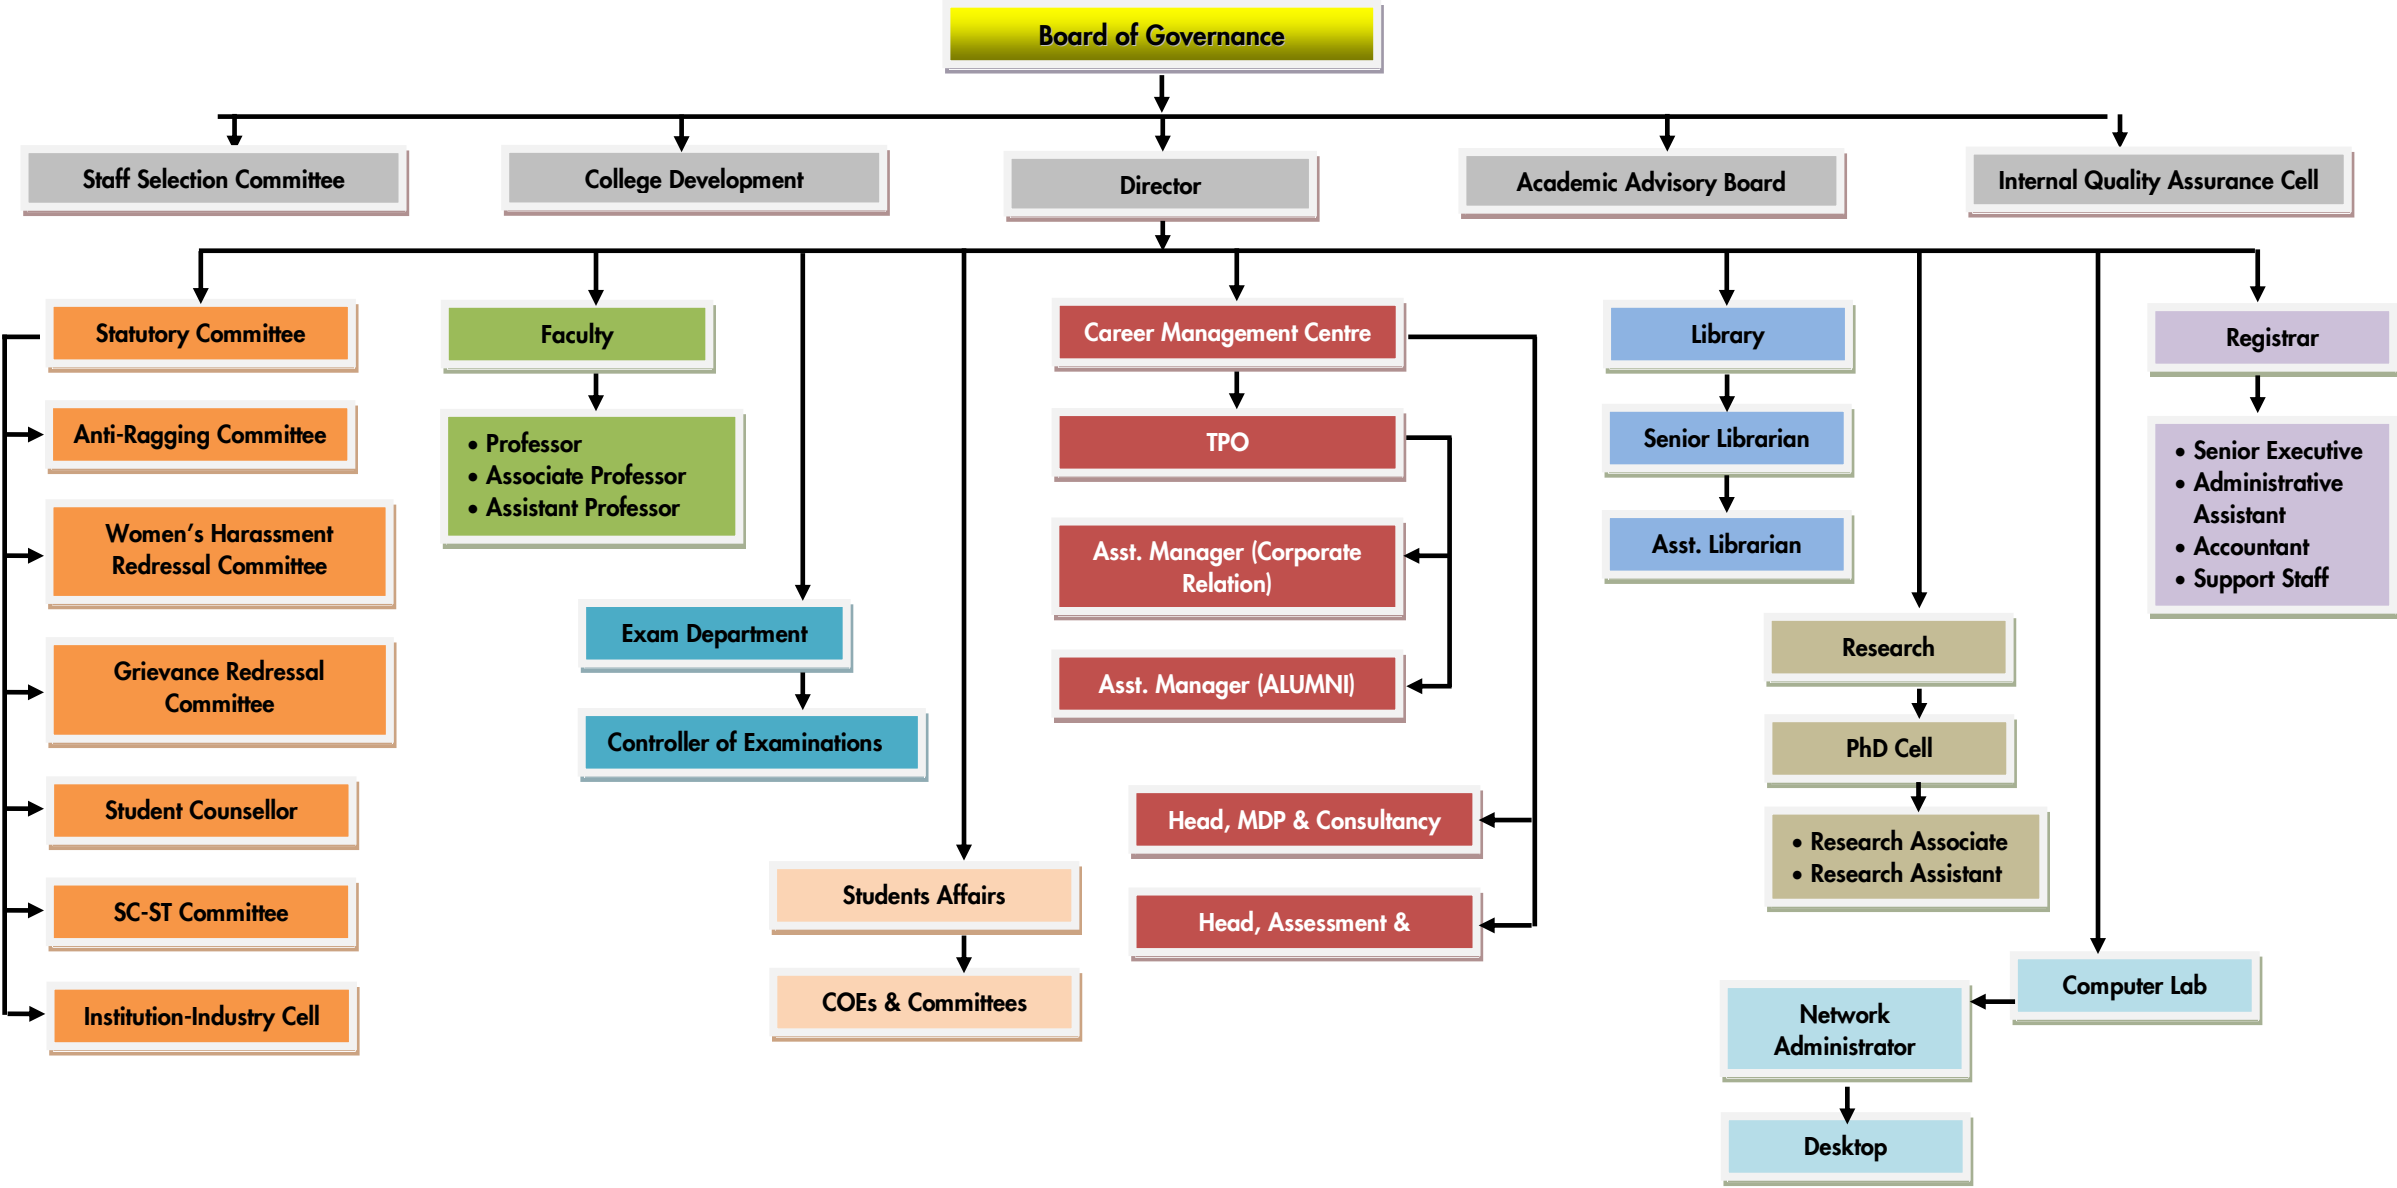 Board of Governance
Staff Selection Committee
College Development
Director
Academic Advisory Board
Internal Quality Assurance Cell
Statutory Committee
Anti-Ragging Committee
Women’s Harassment
Redressal Committee
Grievance Redressal
Committee
Student Counsellor
SC-ST Committee
Institution-Industry Cell
Faculty
• Professor
• Associate Professor
• Assistant Professor
Exam Department
Controller of Examinations
Students Affairs
COEs & Committees
Career Management Centre
TPO
Asst. Manager (Corporate
Relation)
Asst. Manager (ALUMNI)
Head, MDP & Consultancy
Head, Assessment &
Library
Senior Librarian
Asst. Librarian
Research
PhD Cell
• Research Associate
• Research Assistant
Computer Lab
Network
Administrator
Desktop
Registrar
• Senior Executive
• Administrative
Assistant
• Accountant
• Support Staff